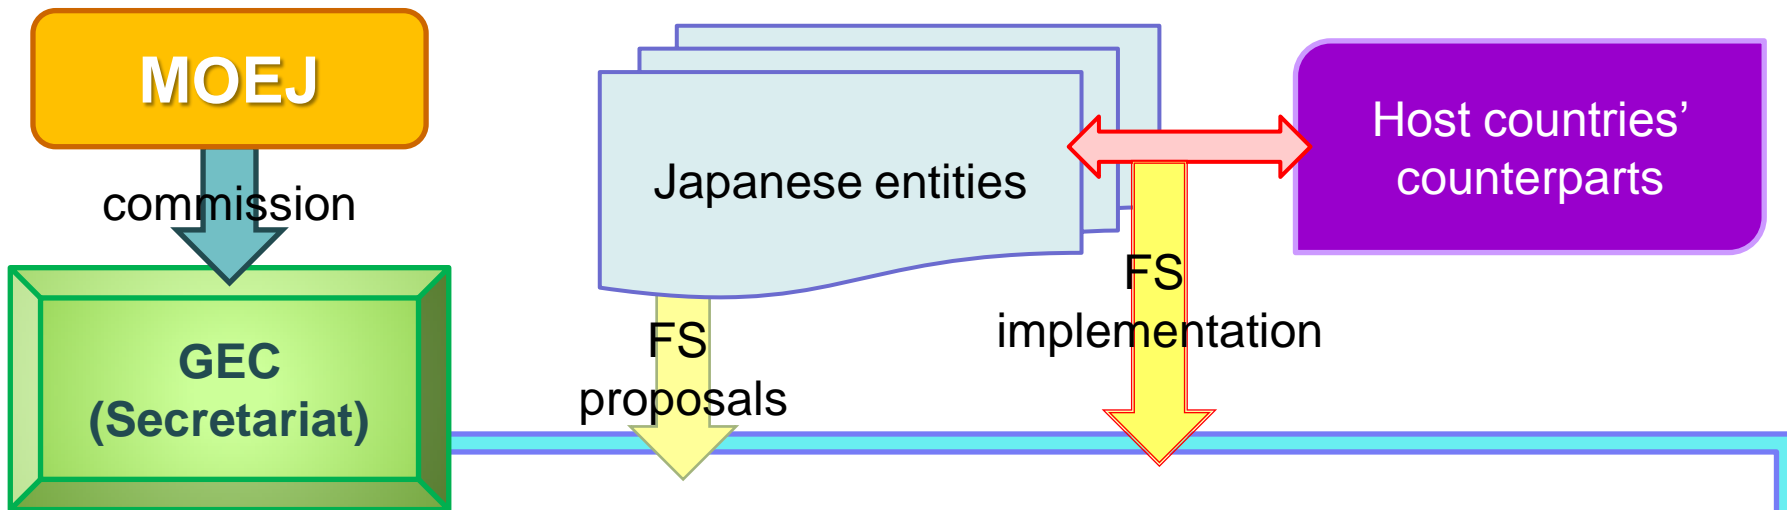 MOEJ
commission
GEC
(Secretariat)
Japanese entities
Host countries’
counterparts
FS
proposals
FS
implementation